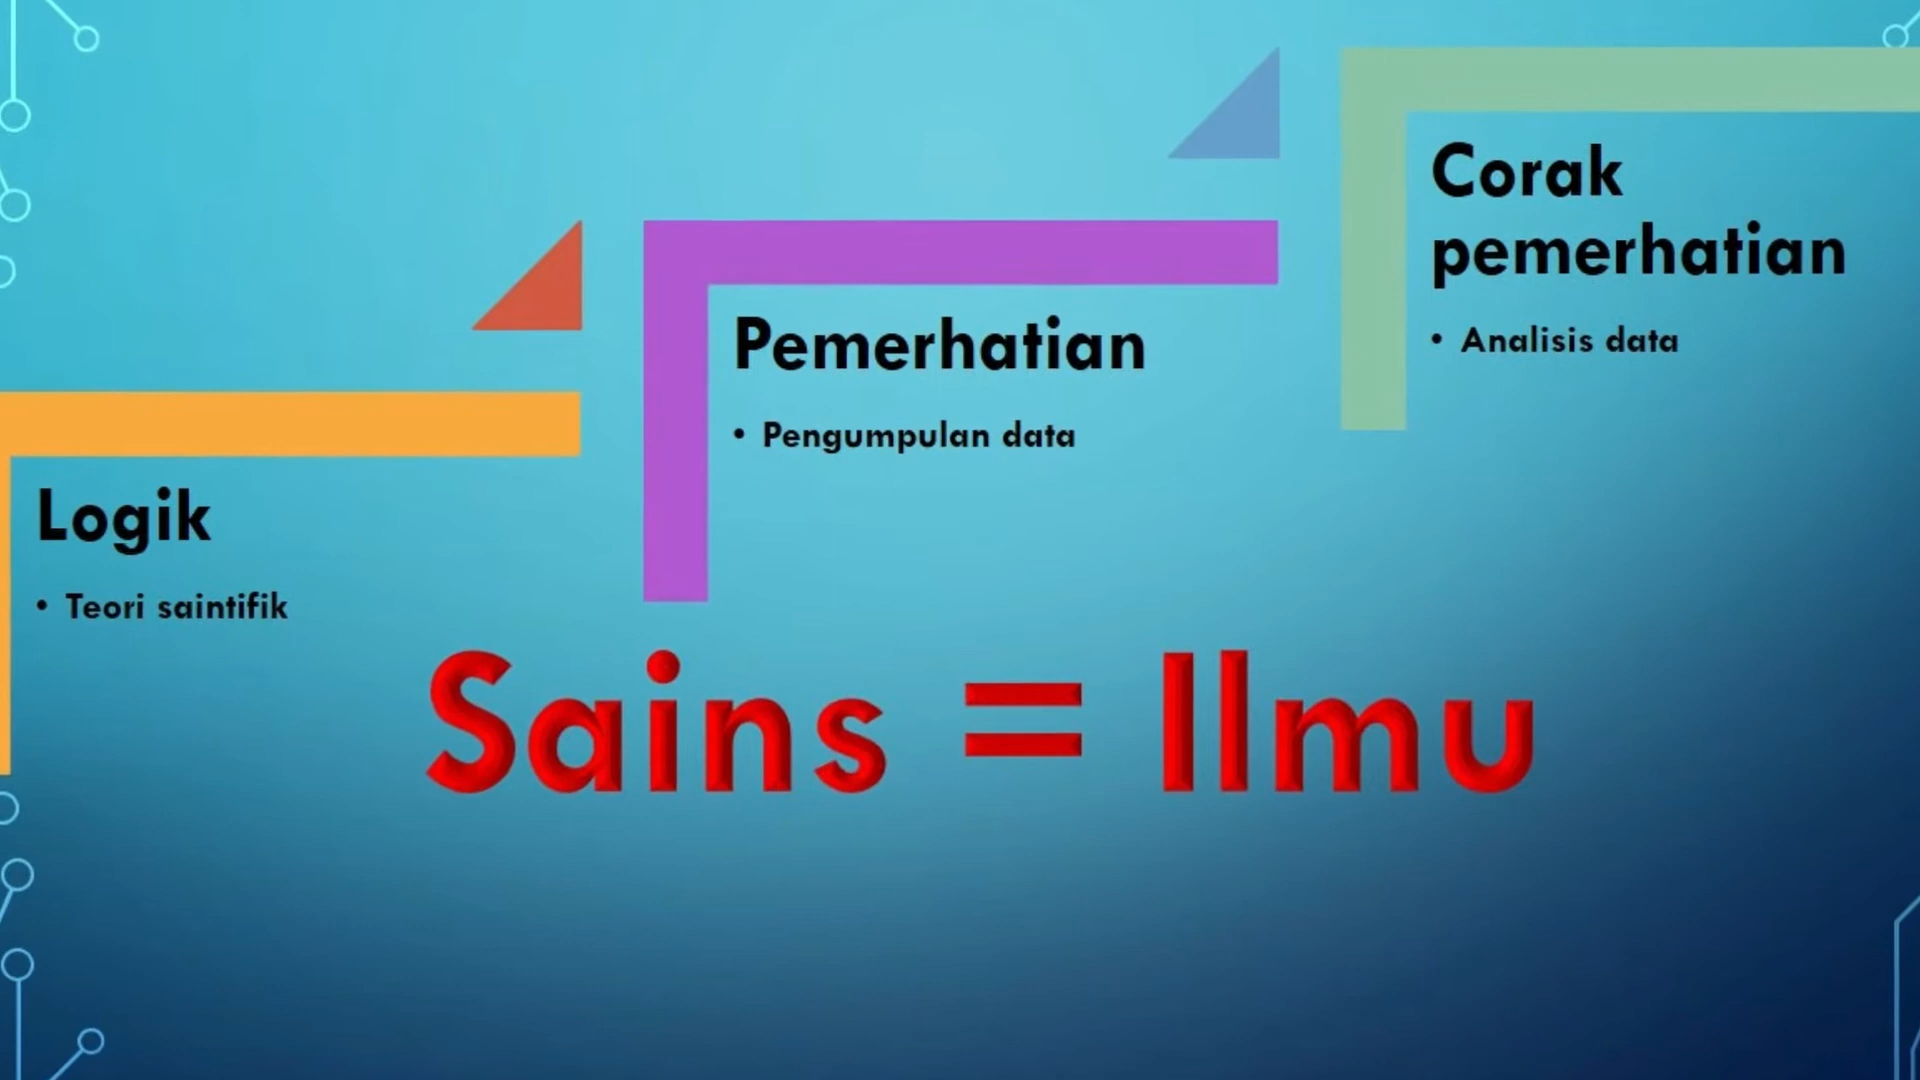 Logik
• Teori saintifik
Pemerhatian
• Pengumpulan data
Corak
pemerhatian
• Analisis data
Sains = Ilmu